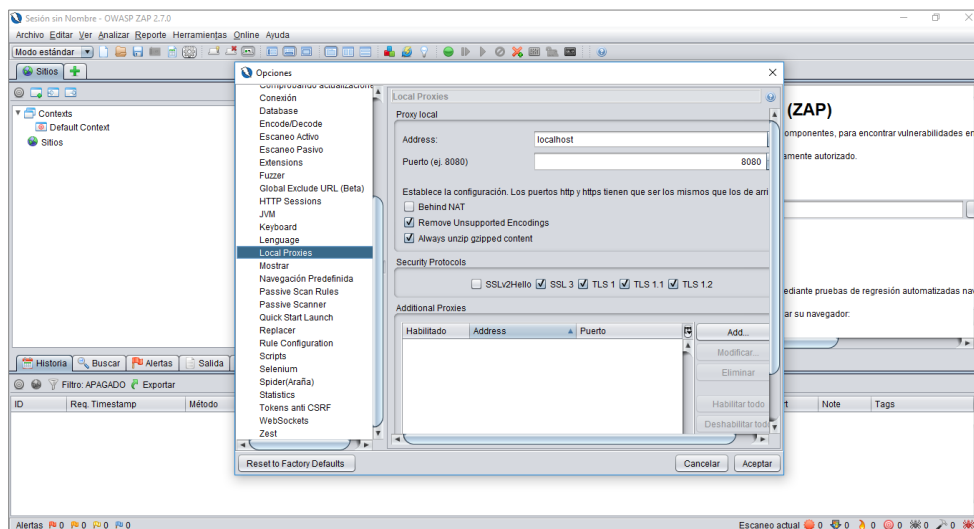 Sesión sin Nombre - OWASP ZAP 2.7.0
Archivo Editar Ver Analizar Reporte Herramientas Online Ayuda
Modo estándar
Sitios
Contexts
Default Context
Sitios
Opciones
Comprobando actualizacione
Conexión
Database
Encode/Decode
Escaneo Activo
Escaneo Pasivo
Extensions
Fuzzer
Global Exclude URL (Beta)
HTTP Sessions
JVM
Keyboard
Lenguage
Local Proxies
Mostrar
Navegación Predefinida
Passive Scan Rules
Passive Scanner
Quick Start Launch
Replacer
Rule Configuration
Scripts
Selenium
Spider(Araña)
Statistics
Tokens anti CSRF
WebSockets
Zest
Local Proxies
Proxy local
Address: localhost
Puerto (ej. 8080) 8080
Establece la configuración. Los puertos http y https tienen que ser los mismos que los de arri
Behind NAT
Remove Unsupported Encodings
Always unzip gzipped content
Security Protocols
SSLv2Hello SSL 3 TLS 1 TLS 1.1 TLS 1.2
Additional Proxies
Habilitado Address Puerto
Add...
Modificar...
Eliminar
Habilitar todo
Deshabilitar todo
Reset to Factory Defaults Cancelar Aceptar
(ZAP)
omponentes, para encontrar vulnerabilidades en
amente autorizado.
ediante pruebas de regresión automatizadas nav
ar su navegador:
Historia Buscar Alertas Salida
Filtro: APAGADO Exportar
ID Req. Timestamp Método Note Tags
Alertas 0 0 0 0 Escaneo actual 0 0 0 0 0 0